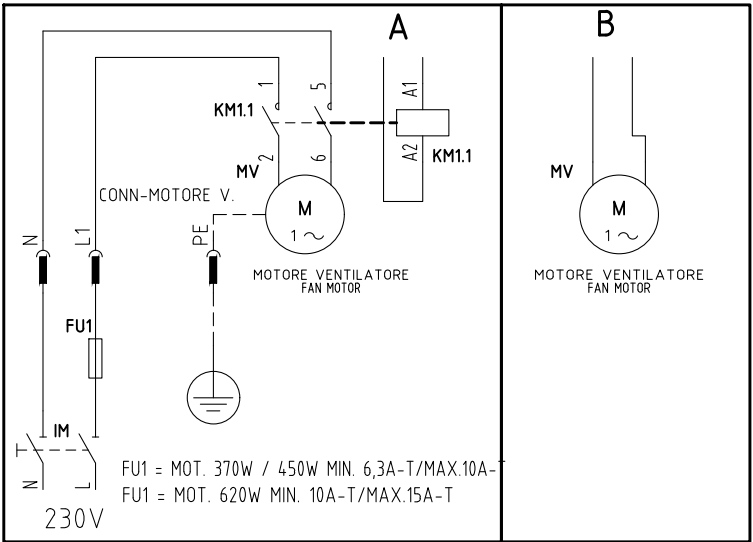 A
B
1
5
KM1.1
A1
A2
KM1.1
2
6
MV
MV
CONN-MOTORE V.
M
1 ~
M
1 ~
N
L1
PE
MOTORE VENTILATORE
FAN MOTOR
MOTORE VENTILATORE
FAN MOTOR
FU1
IM
N
L
FU1 = MOT. 370W / 450W MIN. 6,3A-T/MAX.10A-T
FU1 = MOT. 620W MIN. 10A-T/MAX.15A-T
230V